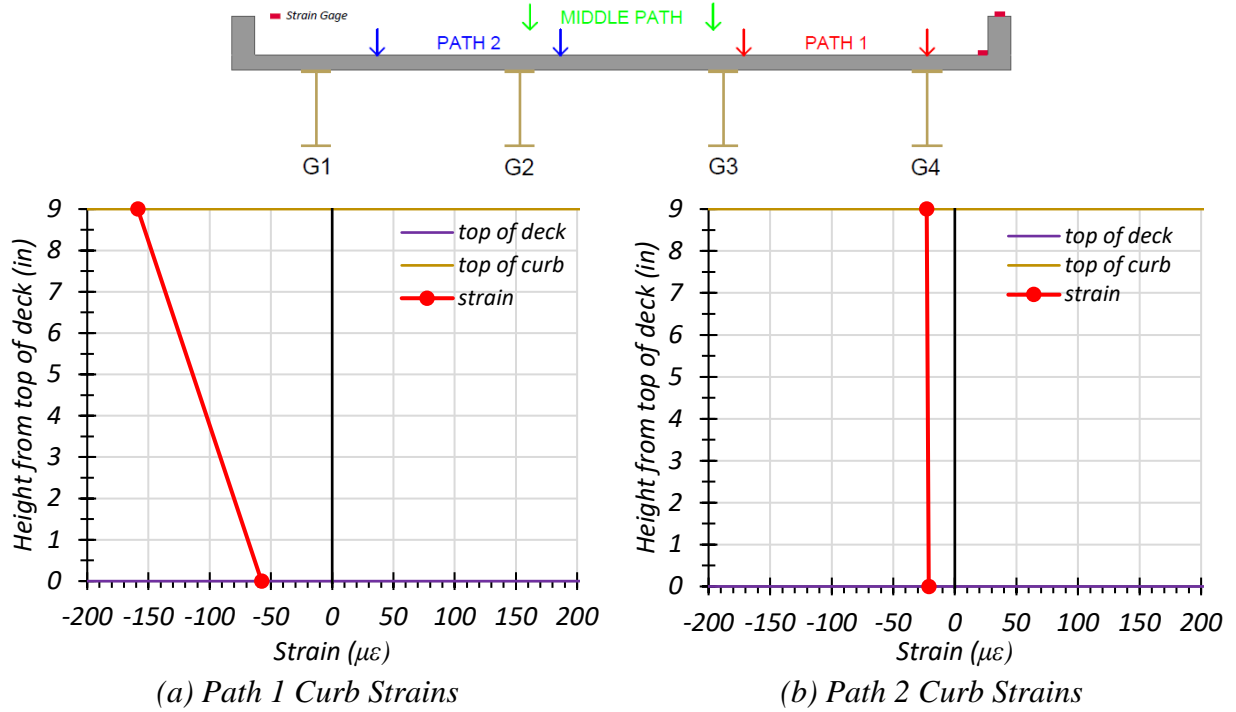 Strain Gage
MIDDLE PATH
PATH 2
PATH 1
G1
G2
G3
G4
Height from top of deck (in)
9
8
7
6
5
4
3
2
1
0
top of deck
top of curb
strain
-200 -150 -100 -50 0 50 100 150 200
Strain (με)
(a) Path 1 Curb Strains
Height from top of deck (in)
9
8
7
6
5
4
3
2
1
0
top of deck
top of curb
strain
-200 -150 -100 -50 0 50 100 150 200
Strain (με)
(b) Path 2 Curb Strains